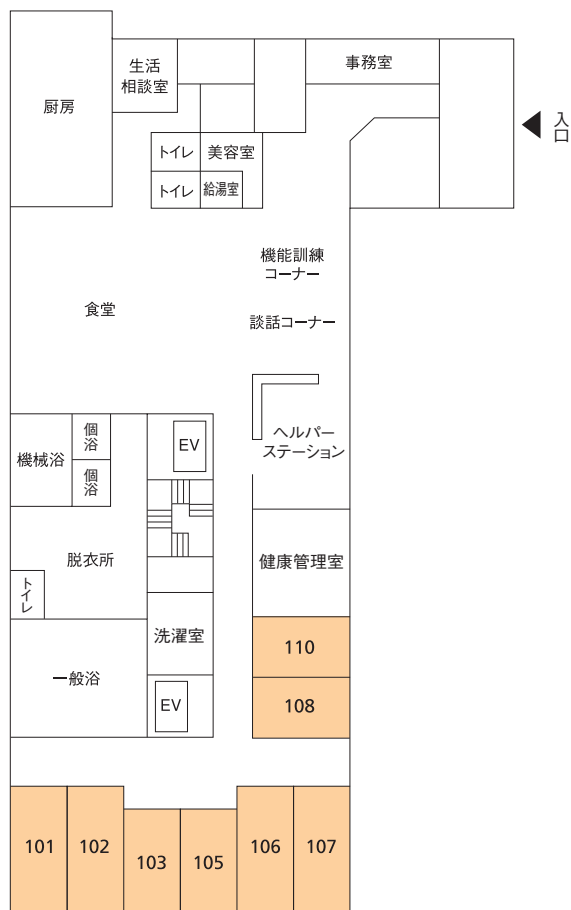 生活
相談室
事務室
厨房
入口
トイレ
美容室
トイレ
給湯室
機能訓練
コーナー
食堂
談話コーナー
機械浴
個浴
個浴
EV
ヘルパー
ステーション
脱衣所
トイレ
健康管理室
洗濯室
一般浴
EV
110
108
101
102
103
105
106
107